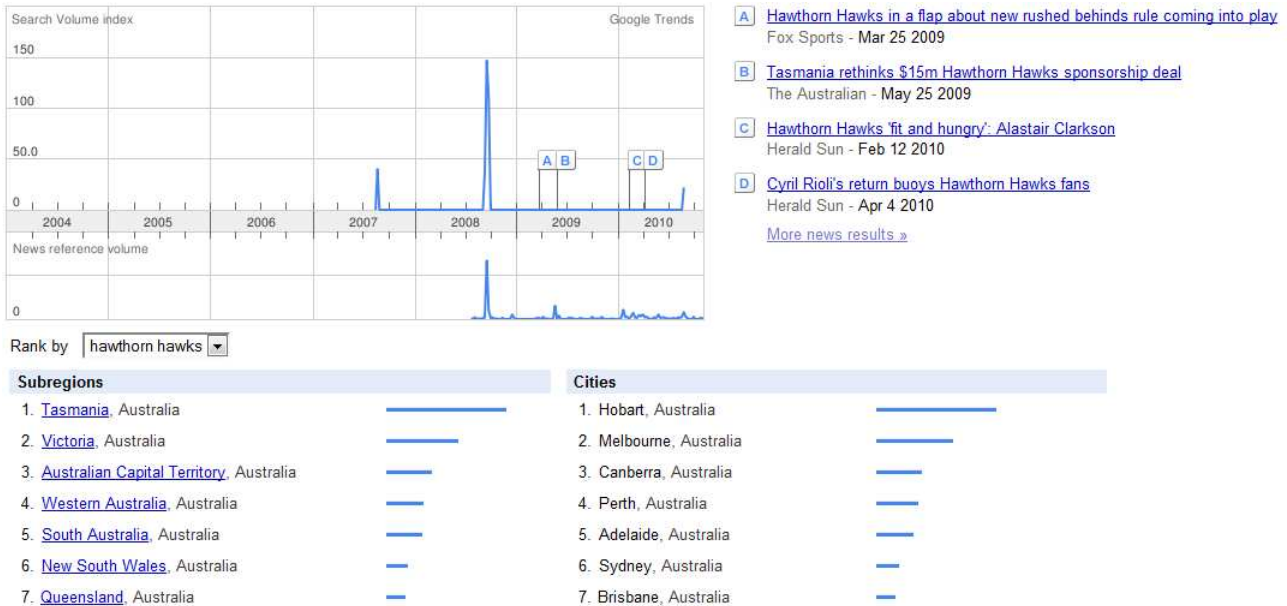 Search Volume index
Google Trends
150
100
50.0
0
A B
C D
2004 2005 2006 2007 2008 2009 2010
News reference volume
0
A Hawthorn Hawks in a flap about new rushed behinds rule coming into play
Fox Sports - Mar 25 2009
B Tasmania rethinks $15m Hawthorn Hawks sponsorship deal
The Australian - May 25 2009
C Hawthorn Hawks 'fit and hungry': Alastair Clarkson
Herald Sun - Feb 12 2010
D Cyril Rioli's return buoys Hawthorn Hawks fans
Herald Sun - Apr 4 2010
More news results »
Rank by hawthorn hawks
Subregions
1. Tasmania, Australia
2. Victoria, Australia
3. Australian Capital Territory, Australia
4. Western Australia, Australia
5. South Australia, Australia
6. New South Wales, Australia
7. Queensland, Australia
Cities
1. Hobart, Australia
2. Melbourne, Australia
3. Canberra, Australia
4. Perth, Australia
5. Adelaide, Australia
6. Sydney, Australia
7. Brisbane, Australia